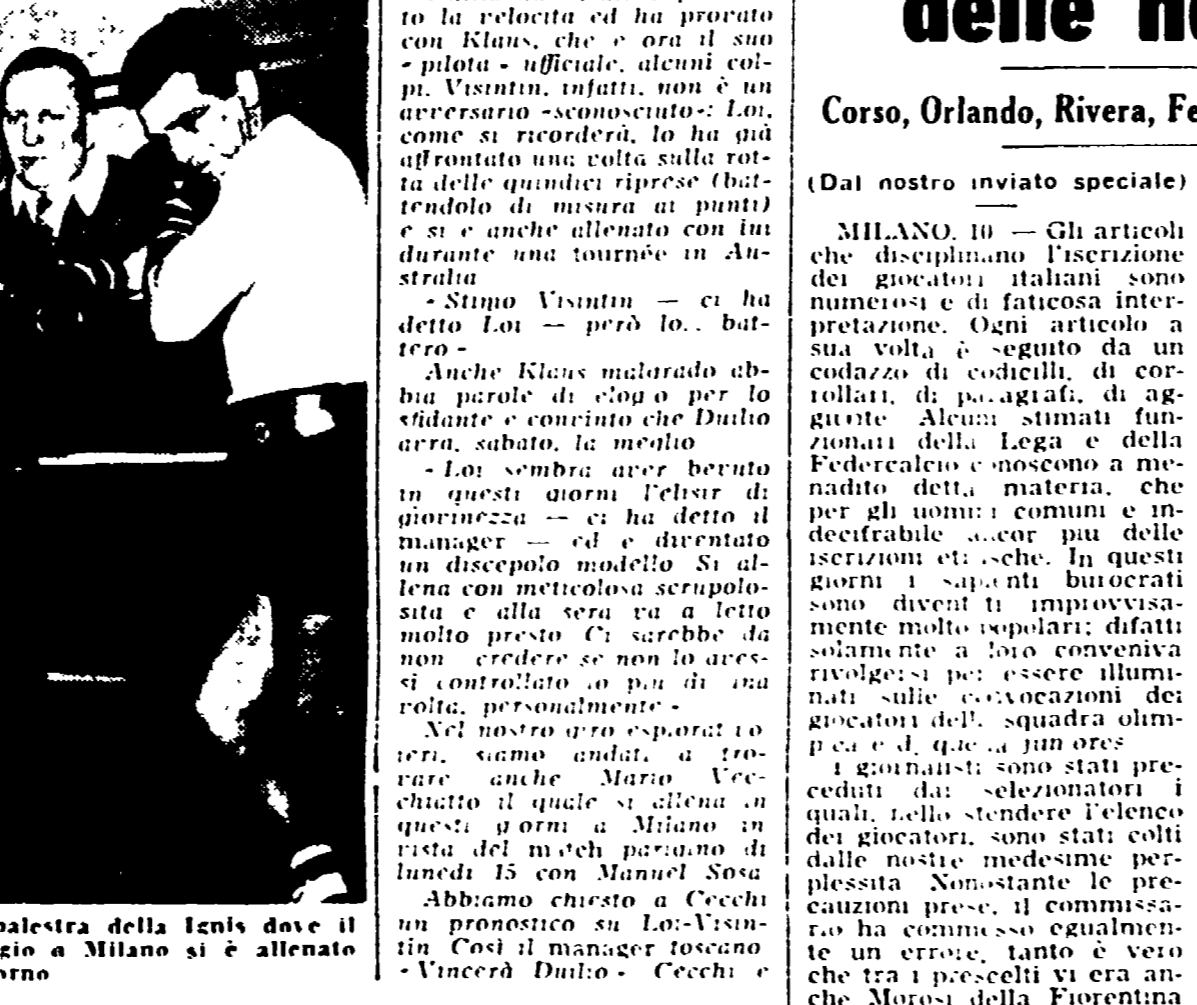 to la velocità ed ha provato
con Klaus, che è ora il suo
- pilota - ufficiale, alcuni col-
pi. Visintin, infatti, non è un
avversario -sconosciuto-: Loi,
come si ricorderà, lo ha già
affrontato una volta sulla rot-
ta delle quindici riprese (bat-
tendolo di misura ai punti)
e si è anche allenato con lui
durante una tournée in Au-
stralia
- Stimo Visintin — ci ha
detto Loi — però lo.. bat-
terò -
Anche Klaus malgrado ab-
bia parole di elogio per lo
sfidante è convinto che Duilio
avrà, sabato, la meglio
- Loi sembra aver bevuto
in questi giorni l'elisir di
giovinezza — ci ha detto il
manager — ed è diventato
un discepolo modello Si al-
lena con meticolosa scrupolo-
sità e alla sera va a letto
molto presto Ci sarebbe da
non credere se non lo aves-
si controllato io più di una
volta, personalmente -
Nel nostro giro esplorativo
ieri, siamo andati a tro-
vare anche Mario Vec-
chiatto il quale si allena in
questi giorni a Milano in
vista del match parigino di
lunedì 15 con Manuel Sosa
Abbiamo chiesto a Cecchi
un pronostico su Loi-Visin-
tin Così il manager toscano
- Vincerà Duilio - Cecchi è
palestra della Ignis dove il
gio a Milano si è allenato
orno
delle
Corso, Orlando, Rivera, Fe
(Dal nostro inviato speciale)
MILANO, 10 — Gli articoli
che disciplinano l'iscrizione
dei giocatori italiani sono
numerosi e di faticosa inter-
pretazione. Ogni articolo a
sua volta è seguito da un
codazzo di codicilli, di cor-
rollari, di paragrafi, di ag-
giunte Alcuni stimati fun-
zionari della Lega e della
Federcalcio conoscono a me-
nadito detta materia, che
per gli uomini comuni è in-
decifrabile ancor più delle
iscrizioni etrusche. In questi
giorni i sapienti burocrati
sono diventati improvvisa-
mente molto popolari; difatti
solamente a loro conveniva
rivolgersi per essere illumi-
nati sulle convocazioni dei
giocatori della squadra olim-
pica e di quella juniores
I giornalisti sono stati pre-
ceduti dai selezionatori i
quali, nello stendere l'elenco
dei giocatori, sono stati colti
dalle nostre medesime per-
plessità Nonostante le pre-
cauzioni prese, il commissa-
rio ha commesso egualmen-
te un errore, tanto è vero
che tra i prescelti vi era an-
che Morosi della Fiorentina